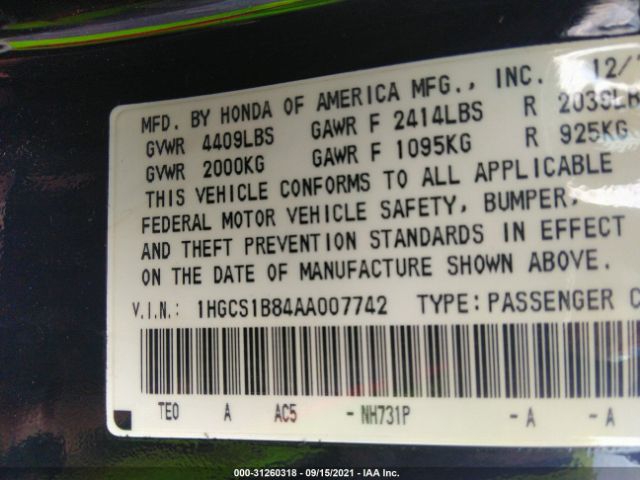 MFD. BY HONDA OF AMERICA MFG., INC. 12/
GVWR 4409LBS GAWR F 2414LBS R 2039LB
GVWR 2000KG GAWR F 1095KG R 925KG
THIS VEHICLE CONFORMS TO ALL APPLICABLE
FEDERAL MOTOR VEHICLE SAFETY, BUMPER,
AND THEFT PREVENTION STANDARDS IN EFFECT
ON THE DATE OF MANUFACTURE SHOWN ABOVE.
V.I.N.: 1HGCS1B84AA007742 TYPE:PASSENGER C
TEO A AC5 -NH731P -A -A
000-31260318 - 09/15/2021 - IAA Inc.